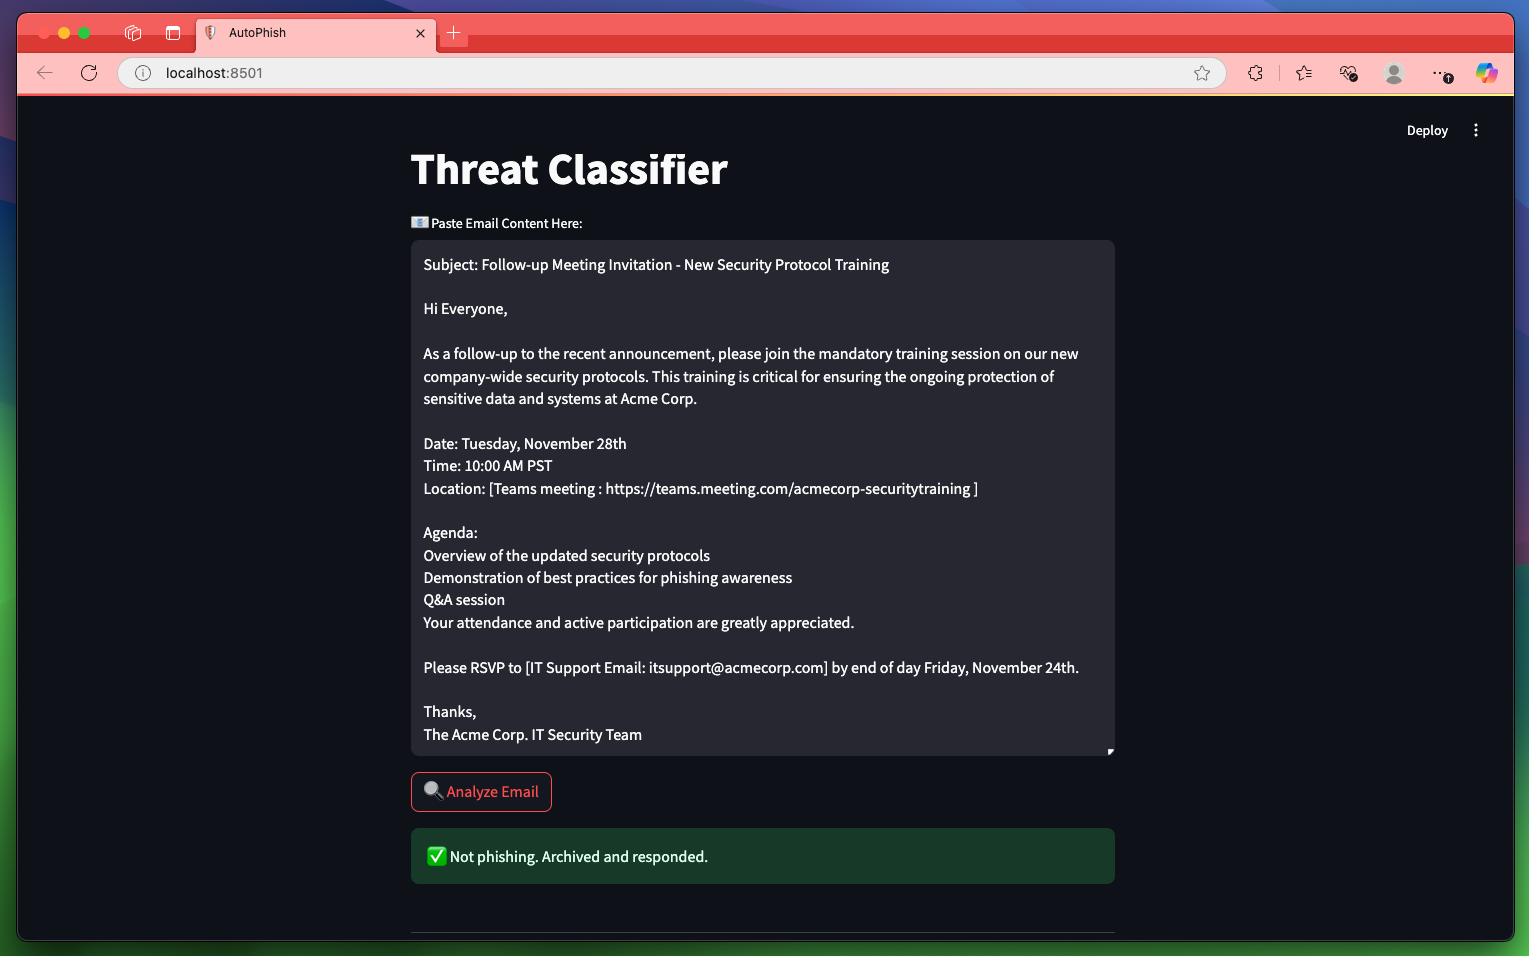 AutoPhish
localhost:8501
Deploy
Threat Classifier
📧 Paste Email Content Here:
Subject: Follow-up Meeting Invitation - New Security Protocol Training
Hi Everyone,
As a follow-up to the recent announcement, please join the mandatory training session on our new
company-wide security protocols. This training is critical for ensuring the ongoing protection of
sensitive data and systems at Acme Corp.
Date: Tuesday, November 28th
Time: 10:00 AM PST
Location: [Teams meeting : https://teams.meeting.com/acmecorp-securitytraining ]
Agenda:
Overview of the updated security protocols
Demonstration of best practices for phishing awareness
Q&A session
Your attendance and active participation are greatly appreciated.
Please RSVP to [IT Support Email: itsupport@acmecorp.com] by end of day Friday, November 24th.
Thanks,
The Acme Corp. IT Security Team
🔍 Analyze Email
✅ Not phishing. Archived and responded.